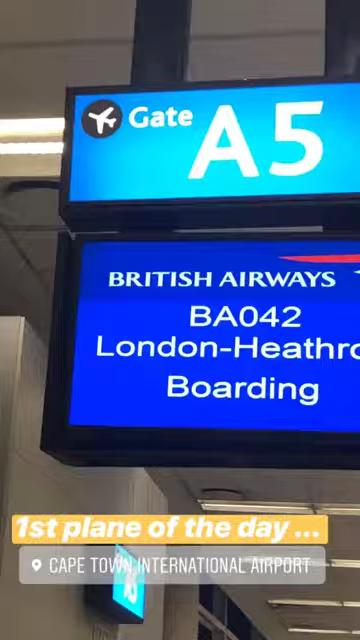 Gate A5
BRITISH AIRWAYS
BA042
London-Heathro
Boarding
1st plane of the day ...
CAPE TOWN INTERNATIONAL AIRPORT